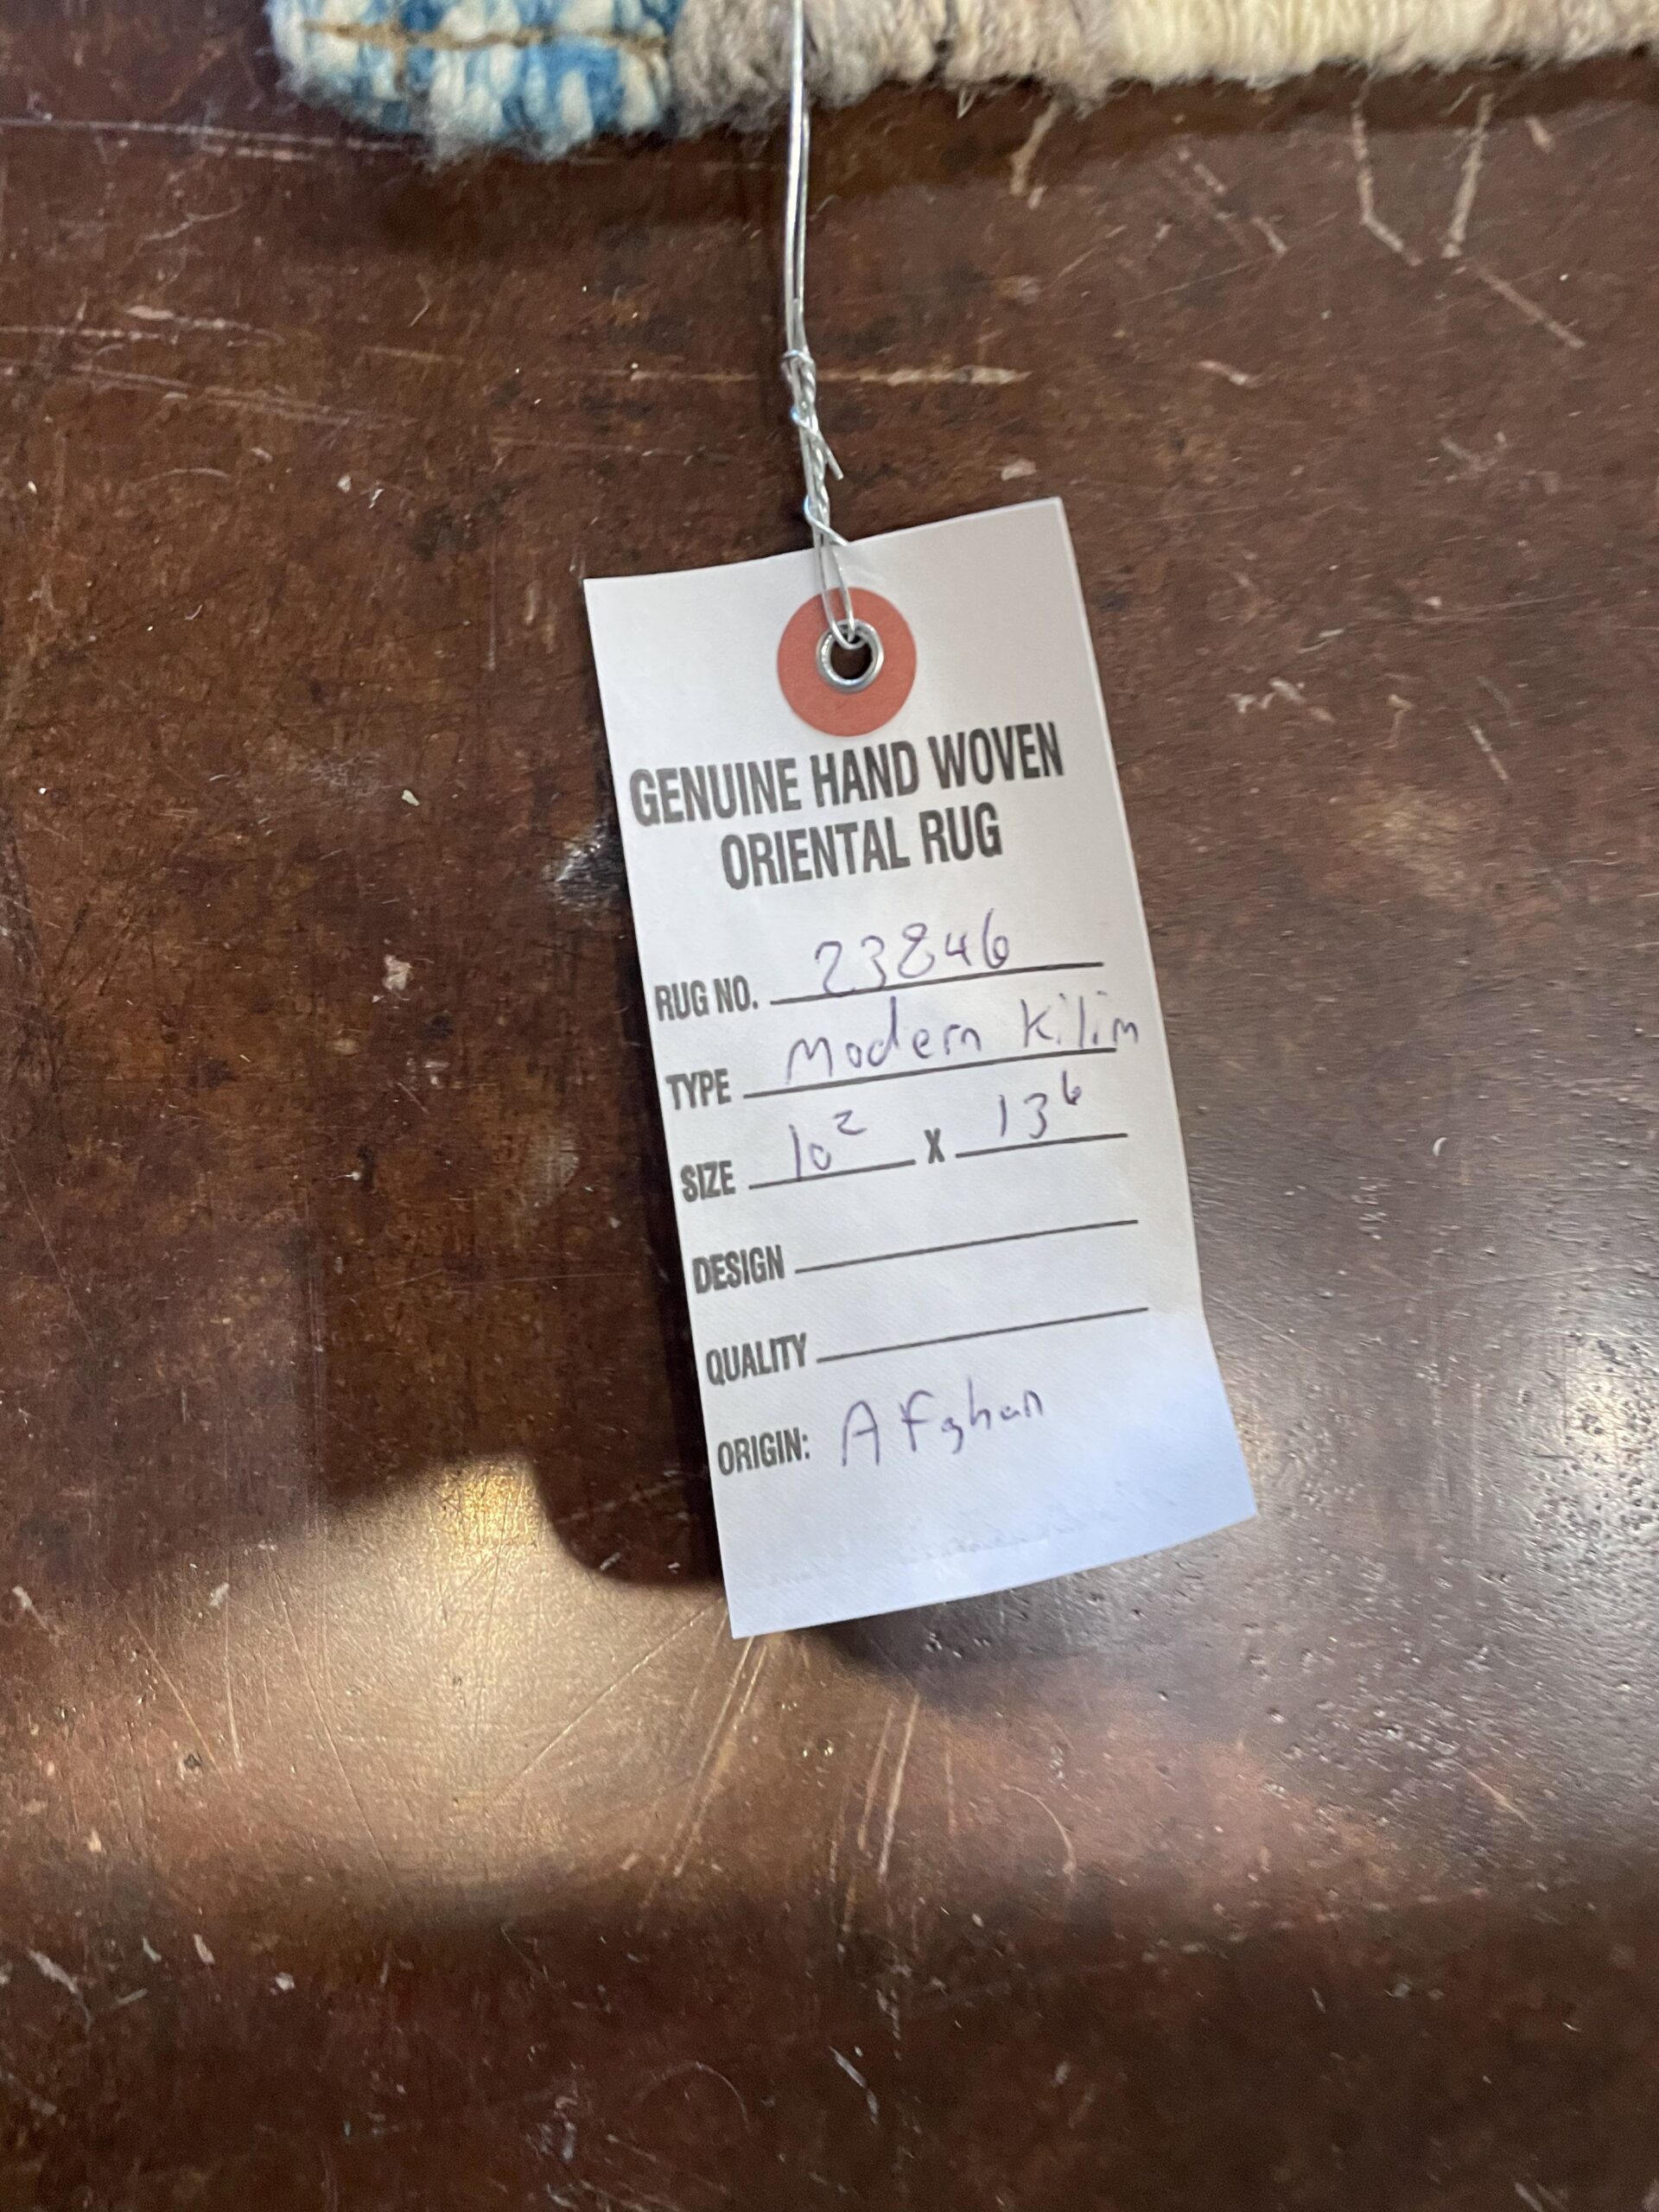 GENUINE HAND WOVEN
ORIENTAL RUG
RUG NO. 23846
TYPE Modern Kilim
SIZE 10² X 13⁶
DESIGN
QUALITY
ORIGIN: Afghan